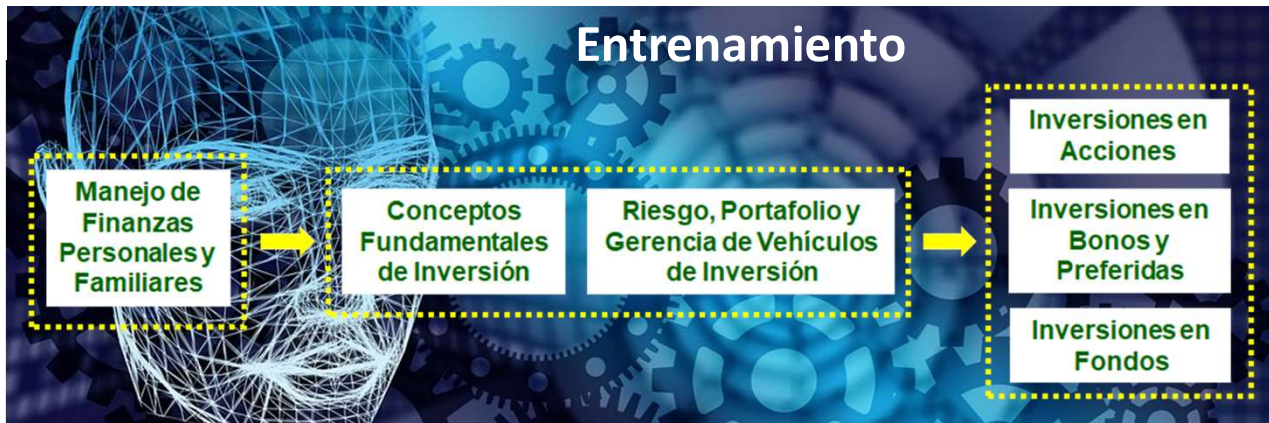 Entrenamiento
Manejo de
Finanzas
Personales y
Familiares
Conceptos
Fundamentales
de Inversión
Riesgo, Portafolio y
Gerencia de Vehículos
de Inversión
Inversiones en
Acciones
Inversiones en
Bonos y
Preferidas
Inversiones en
Fondos